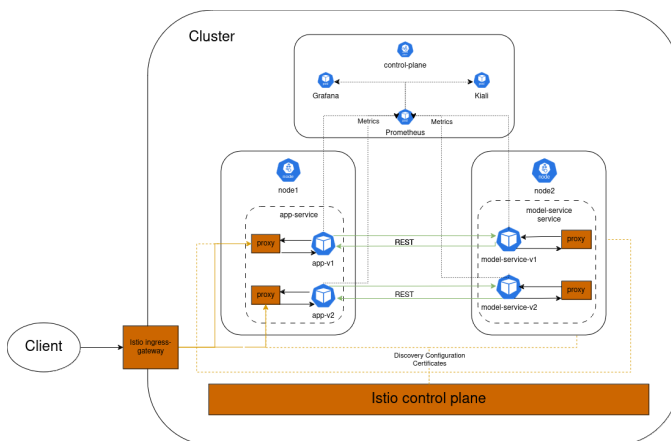 Cluster
control-plane
Grafana
Kiali
Metrics
Metrics
Prometheus
node
node1
node
node2
app-service
model-service
service
proxy
app-v1
REST
model-service-v1
proxy
proxy
app-v2
REST
model-service-v2
proxy
Client
Istio ingress-
gateway
Discovery Configuration
Certificates
Istio control plane